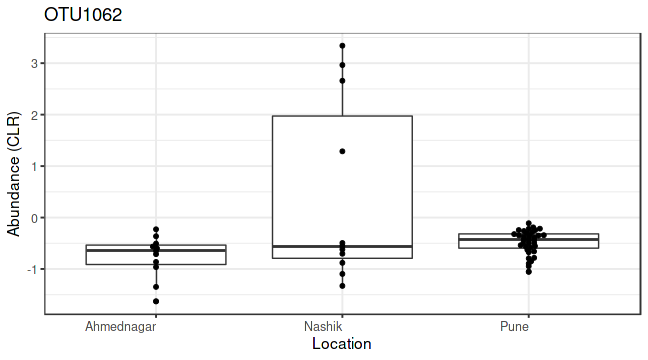 OTU1062
Abundance (CLR)
3
2
1
0
-1
Ahmednagar Nashik Pune
Location